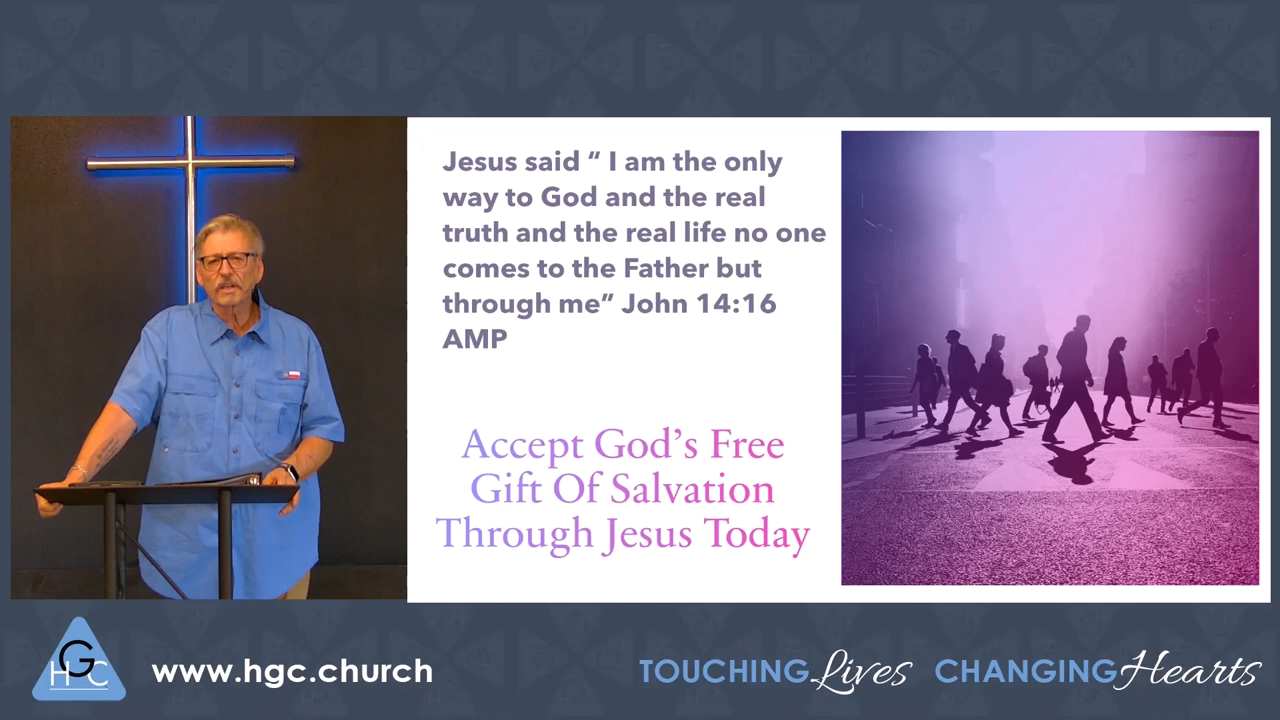 Jesus said “ I am the only
way to God and the real
truth and the real life no one
comes to the Father but
through me” John 14:16
AMP
Accept God’s Free
Gift Of Salvation
Through Jesus Today
HGC
www.hgc.church
TOUCHING Lives CHANGING Hearts